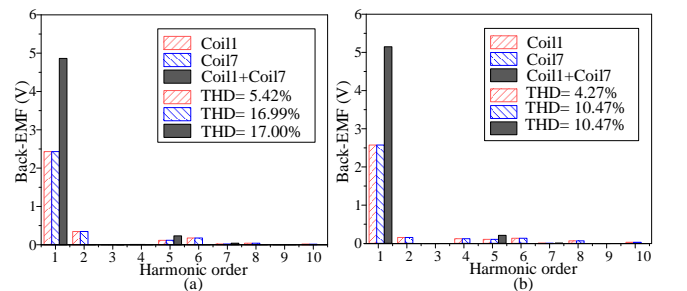 6
5
4
3
2
1
0
Back-EMF (V)
Coil1
Coil7
Coil1+Coil7
THD= 5.42%
THD= 16.99%
THD= 17.00%
1 2 3 4 5 6 7 8 9 10
Harmonic order
(a)
6
5
4
3
2
1
0
Back-EMF (V)
Coil1
Coil7
Coil1+Coil7
THD= 4.27%
THD= 10.47%
THD= 10.47%
1 2 3 4 5 6 7 8 9 10
Harmonic order
(b)